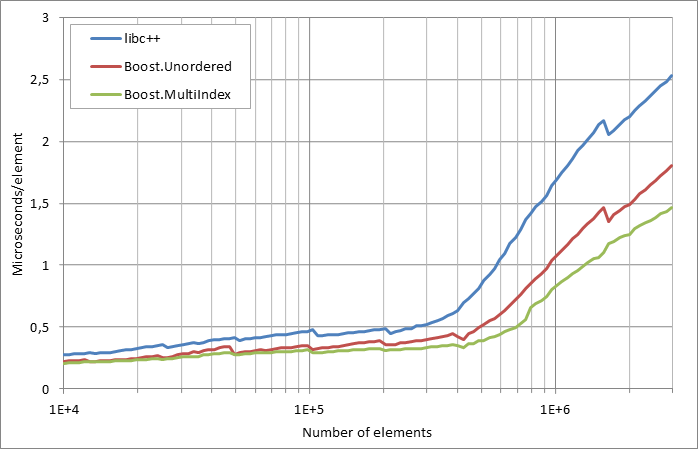 3
2,5
2
1,5
1
0,5
0
Microseconds/element
libc++
Boost.Unordered
Boost.MultiIndex
1E+4
1E+5
1E+6
Number of elements